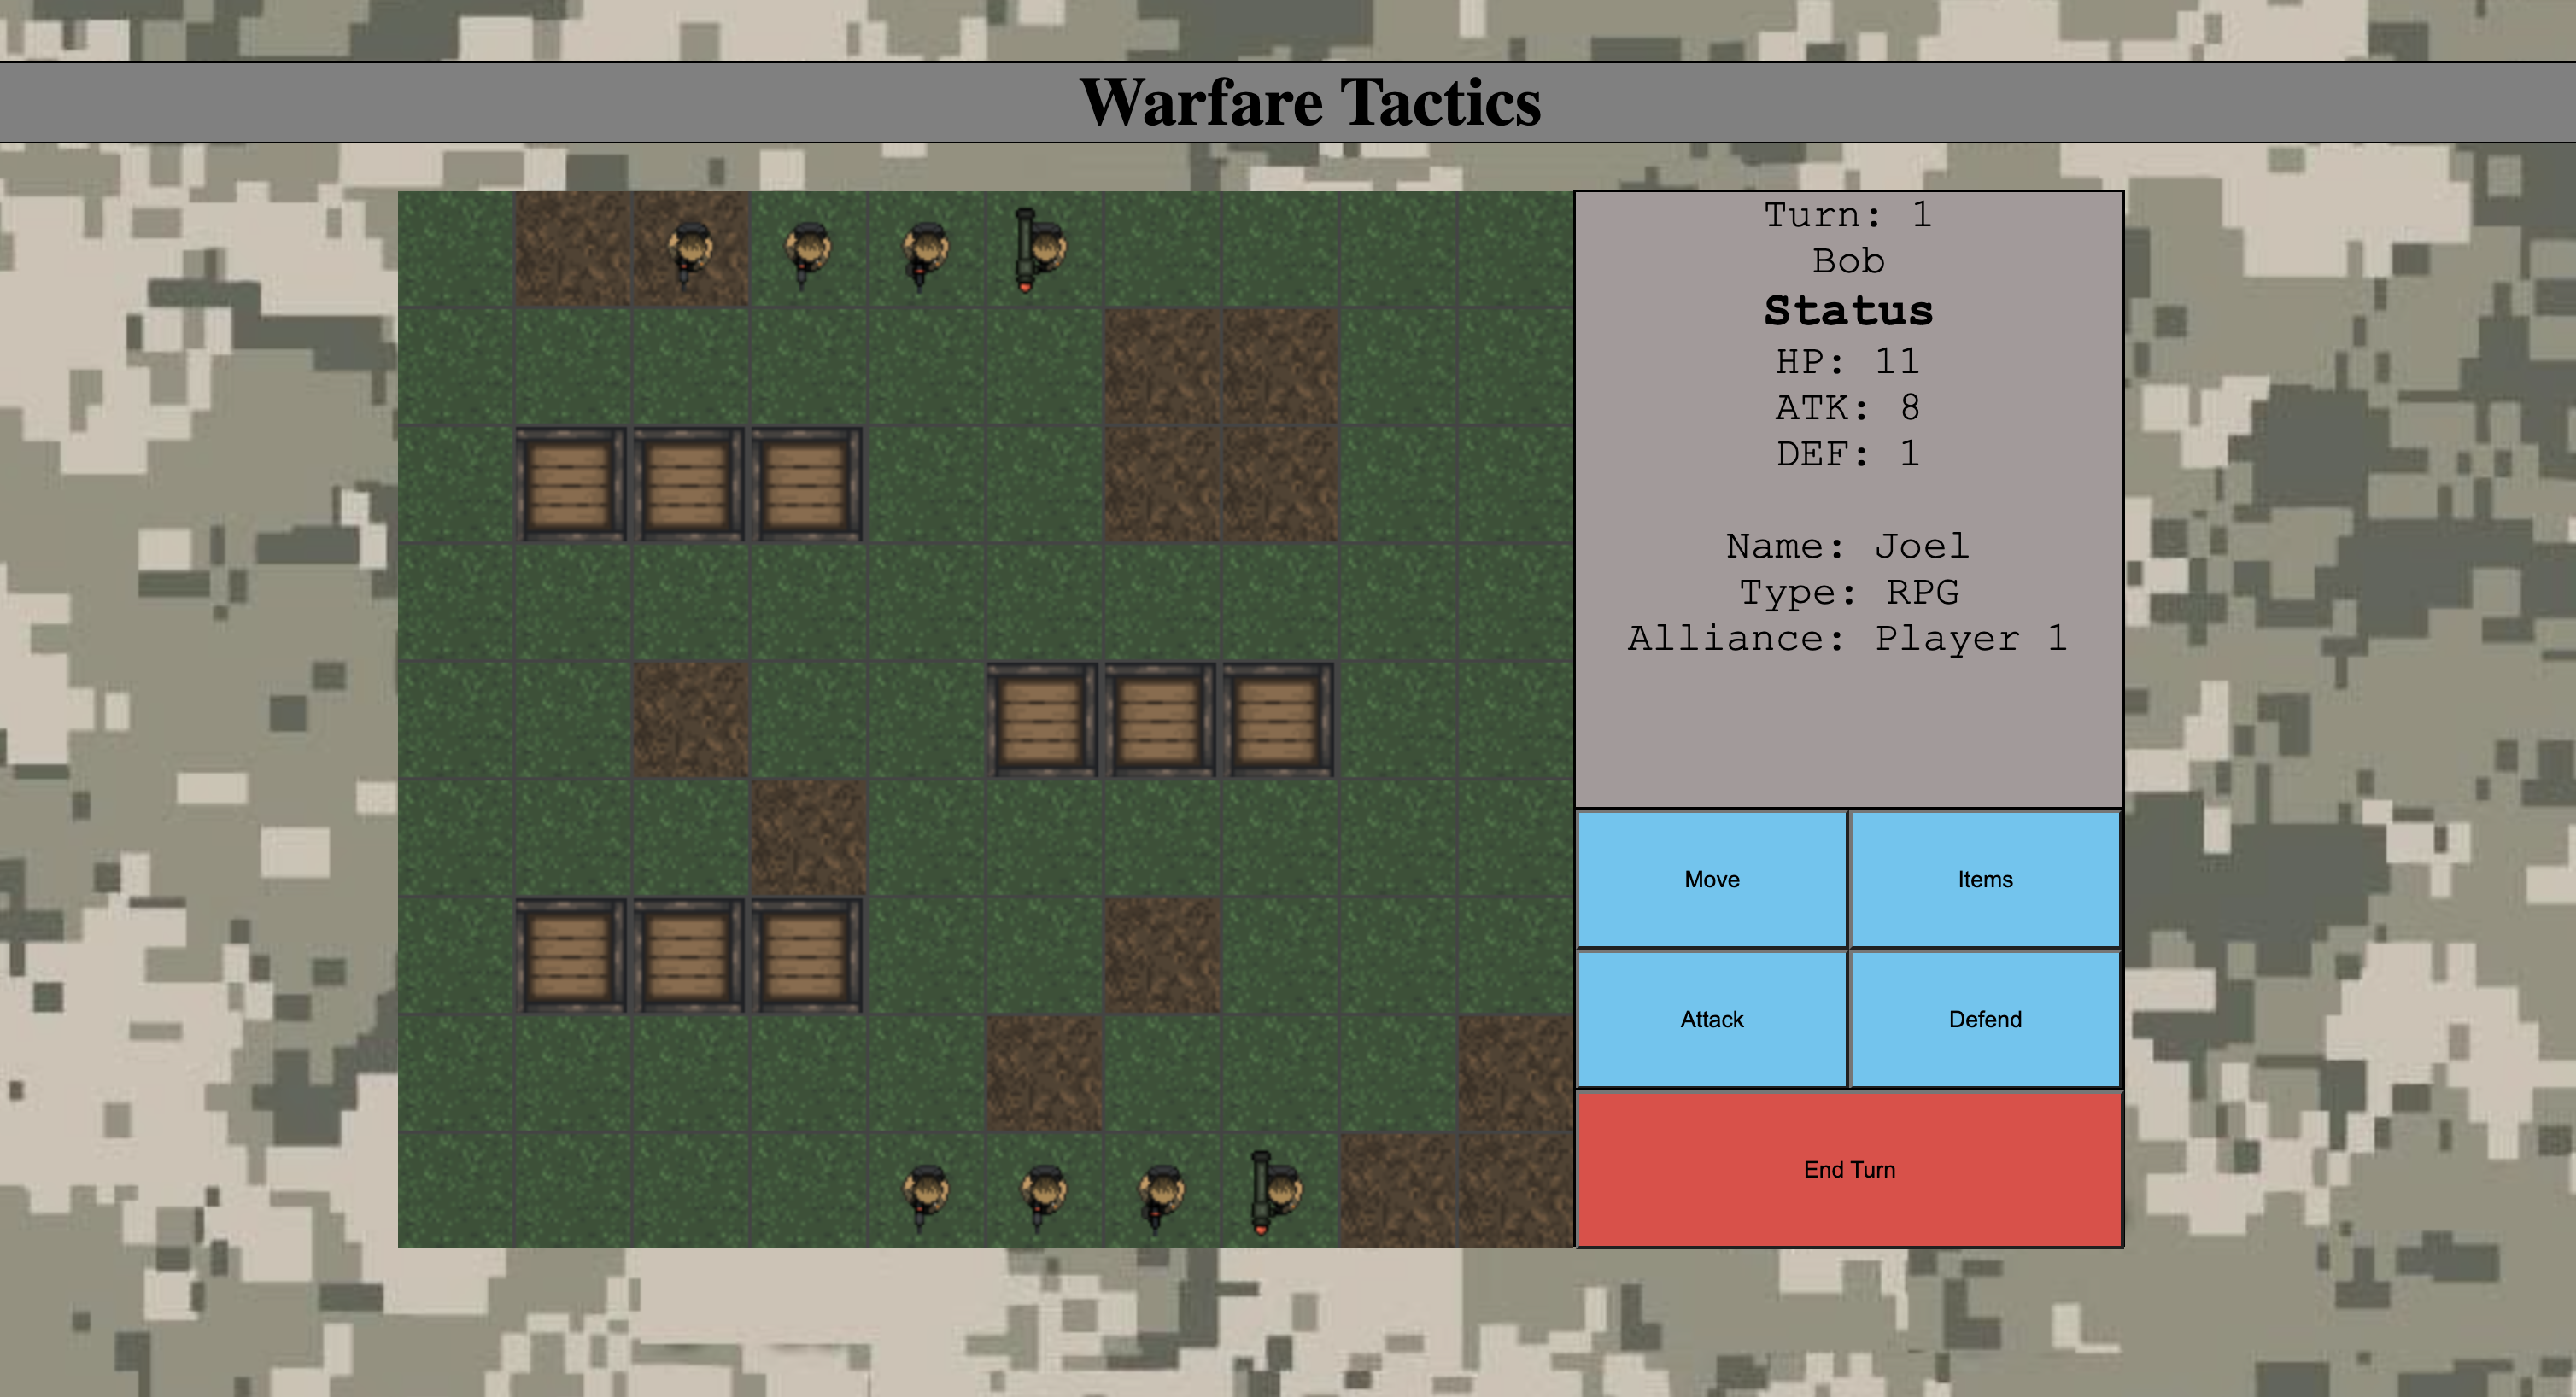 Warfare Tactics
Turn: 1
Bob
Status
HP: 11
ATK: 8
DEF: 1
Name: Joel
Type: RPG
Alliance: Player 1
Move
Items
Attack
Defend
End Turn